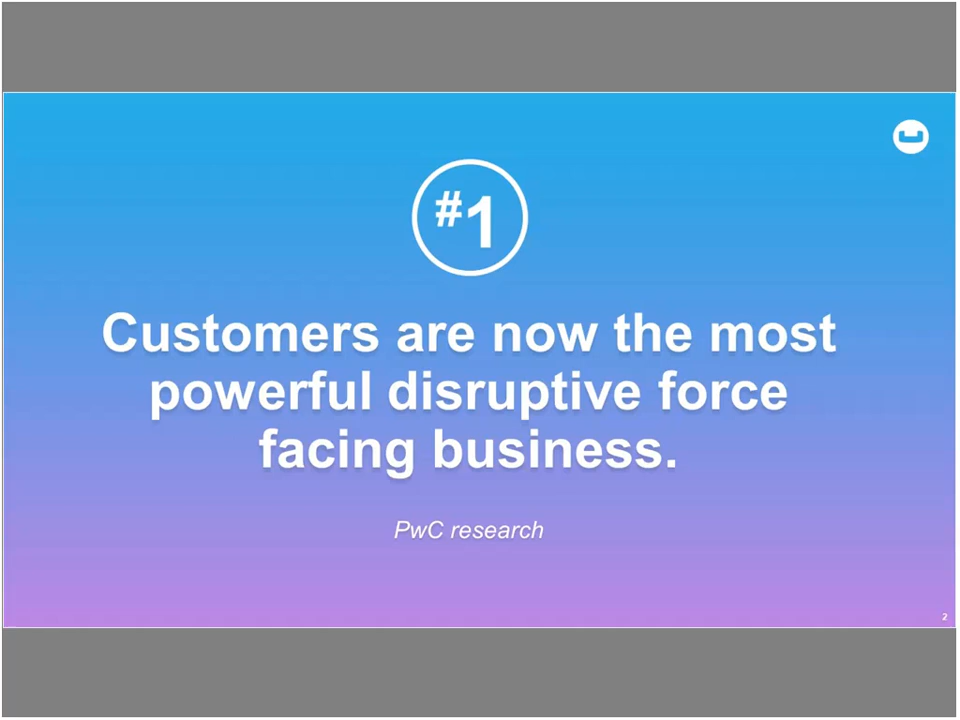 #1
Customers are now the most
powerful disruptive force
facing business.
PwC research
2